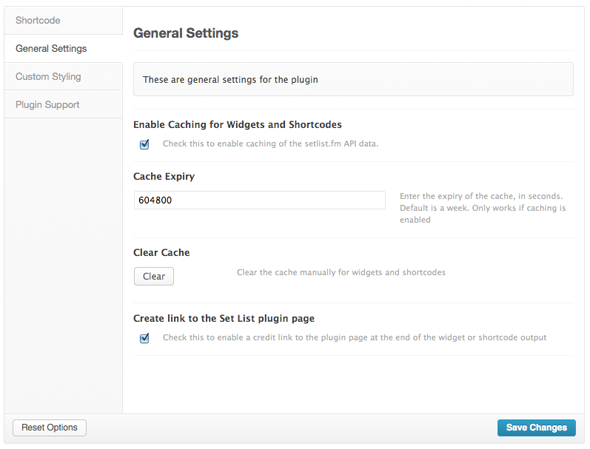 Shortcode
General Settings
Custom Styling
Plugin Support
General Settings
These are general settings for the plugin
Enable Caching for Widgets and Shortcodes
Check this to enable caching of the setlist.fm API data.
Cache Expiry
604800
Enter the expiry of the cache, in seconds.
Default is a week. Only works if caching is
enabled
Clear Cache
Clear
Clear the cache manually for widgets and shortcodes
Create link to the Set List plugin page
Check this to enable a credit link to the plugin page at the end of the widget or shortcode output
Reset Options
Save Changes